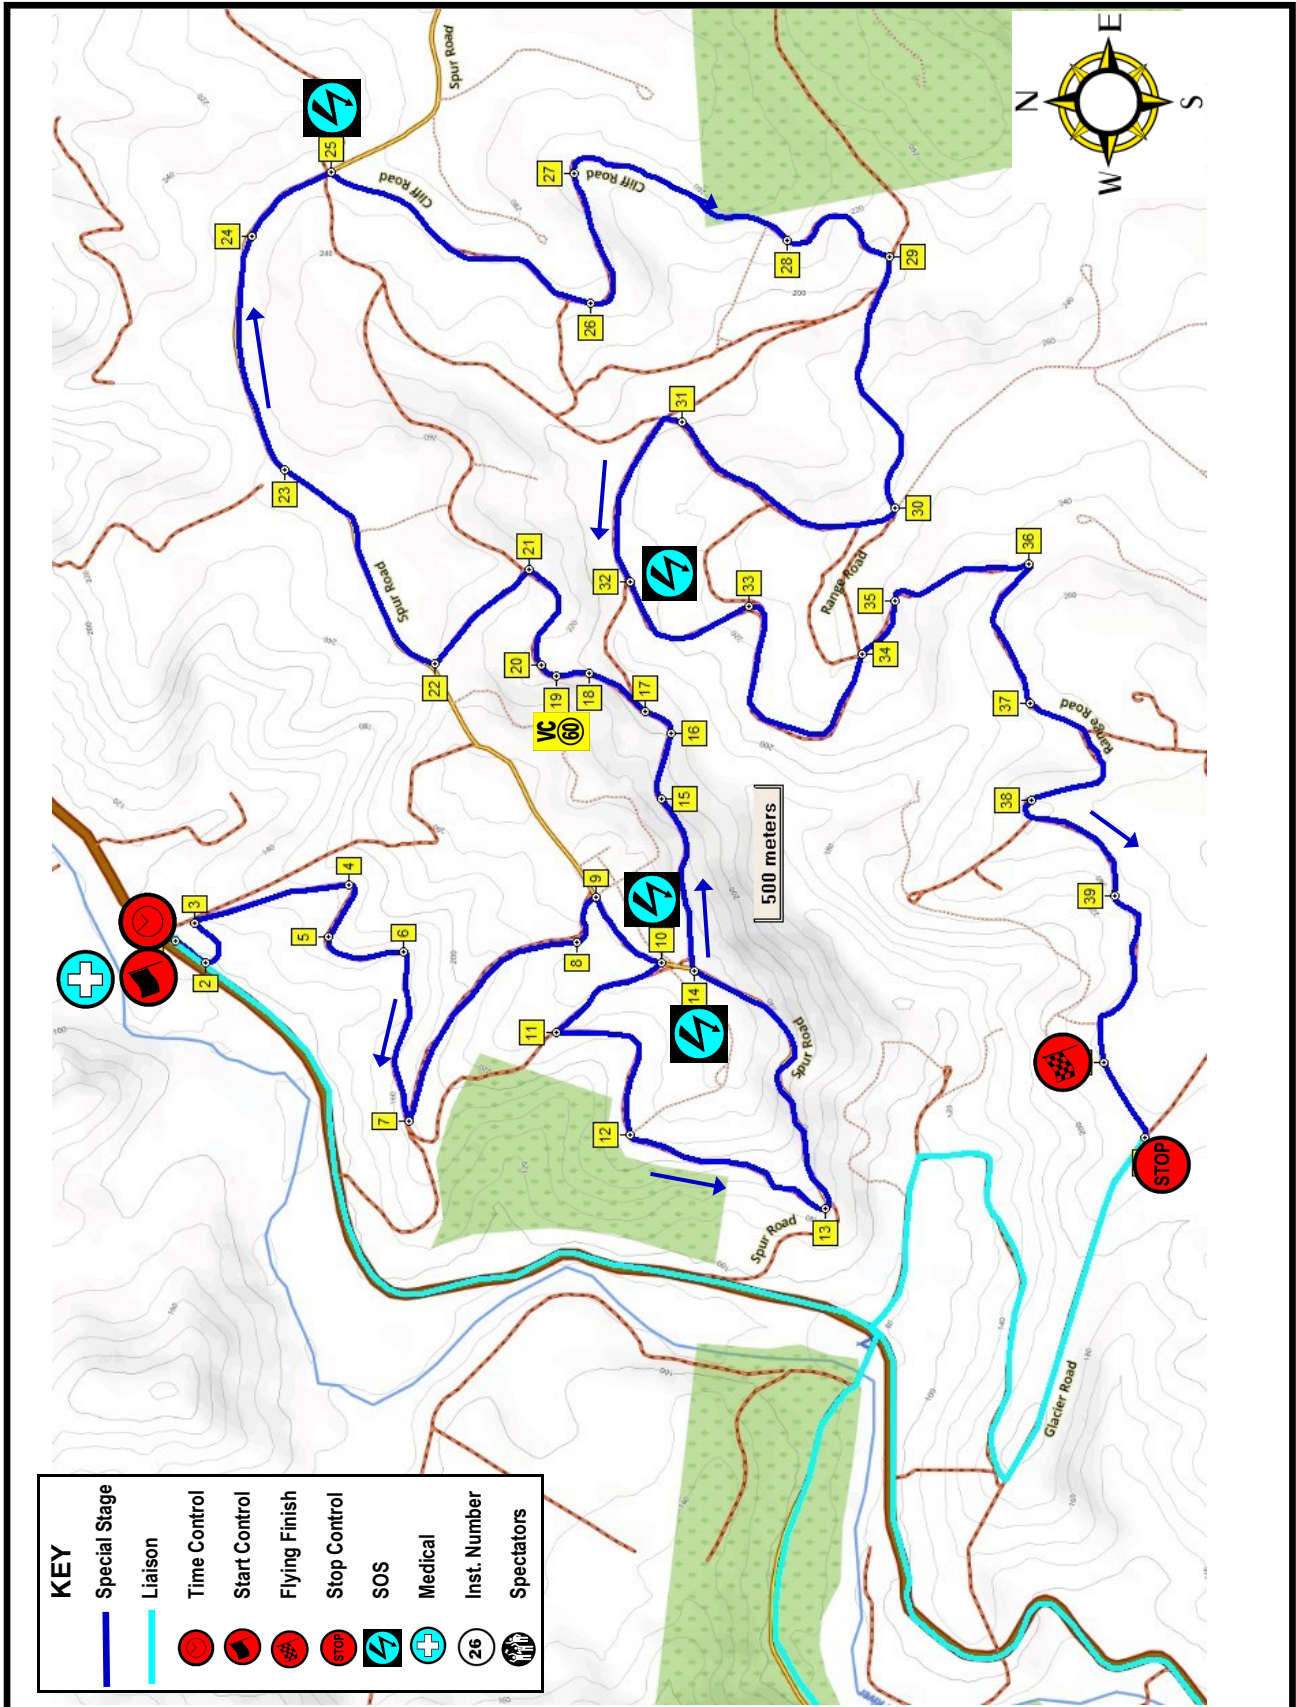 KEY
Special Stage
Liaison
Time Control
Start Control
Flying Finish
STOP
Stop Control
SOS
Medical
26
Inst. Number
Spectators
N
E
S
W
2
3
4
5
6
7
8
9
10
11
12
13
14
15
16
17
18
19
VC
60
20
21
22
23
24
25
26
27
28
29
30
31
32
33
34
35
36
37
38
39
STOP
500 meters
Spur Road
Spur Road
Spur Road
Spur Road
Cliff Road
Cliff Road
Range Road
Range Road
Glacier Road
River